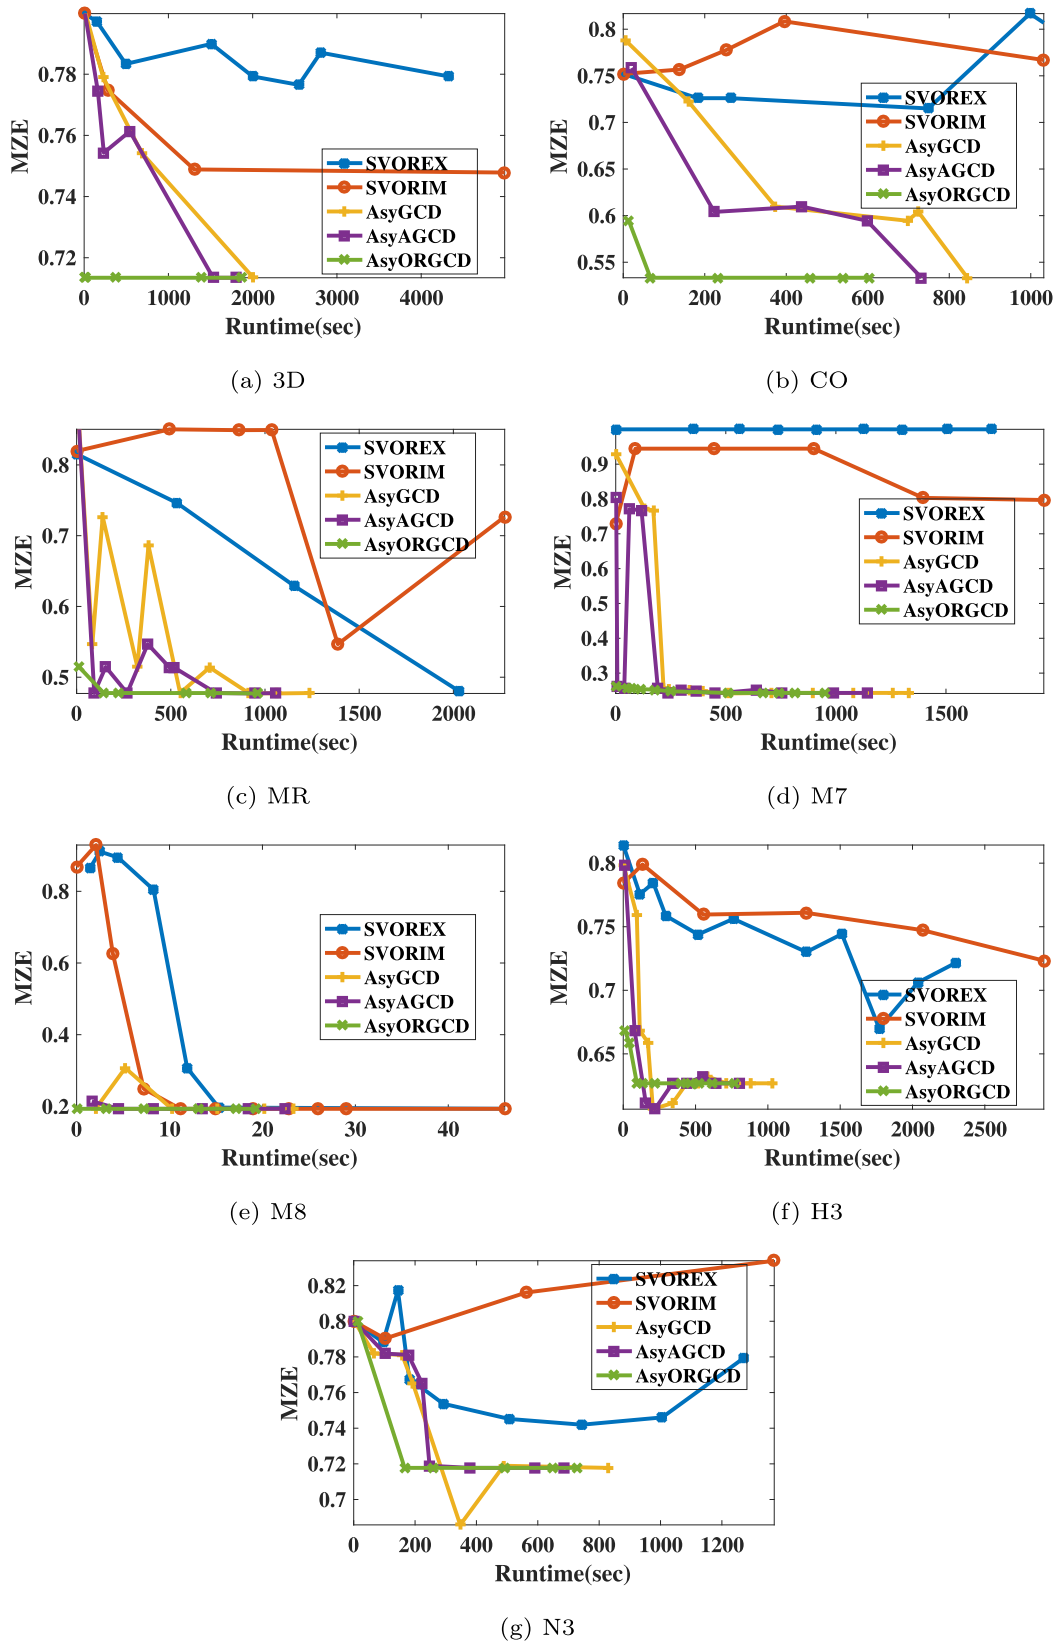 MZE
0.78
0.76
0.74
0.72
0 1000 2000 3000 4000
Runtime(sec)
SVOREX
SVORIM
AsyGCD
AsyAGCD
AsyORGCD
(a) 3D
MZE
0.8
0.75
0.7
0.65
0.6
0.55
0 200 400 600 800 1000
Runtime(sec)
SVOREX
SVORIM
AsyGCD
AsyAGCD
AsyORGCD
(b) CO
MZE
0.8
0.7
0.6
0.5
0 500 1000 1500 2000
Runtime(sec)
SVOREX
SVORIM
AsyGCD
AsyAGCD
AsyORGCD
(c) MR
MZE
0.9
0.8
0.7
0.6
0.5
0.4
0.3
0 500 1000 1500
Runtime(sec)
SVOREX
SVORIM
AsyGCD
AsyAGCD
AsyORGCD
(d) M7
MZE
0.8
0.6
0.4
0.2
0 10 20 30 40
Runtime(sec)
SVOREX
SVORIM
AsyGCD
AsyAGCD
AsyORGCD
(e) M8
MZE
0.8
0.75
0.7
0.65
0 500 1000 1500 2000 2500
Runtime(sec)
SVOREX
SVORIM
AsyGCD
AsyAGCD
AsyORGCD
(f) H3
MZE
0.82
0.8
0.78
0.76
0.74
0.72
0.7
0 200 400 600 800 1000 1200
Runtime(sec)
SVOREX
SVORIM
AsyGCD
AsyAGCD
AsyORGCD
(g) N3